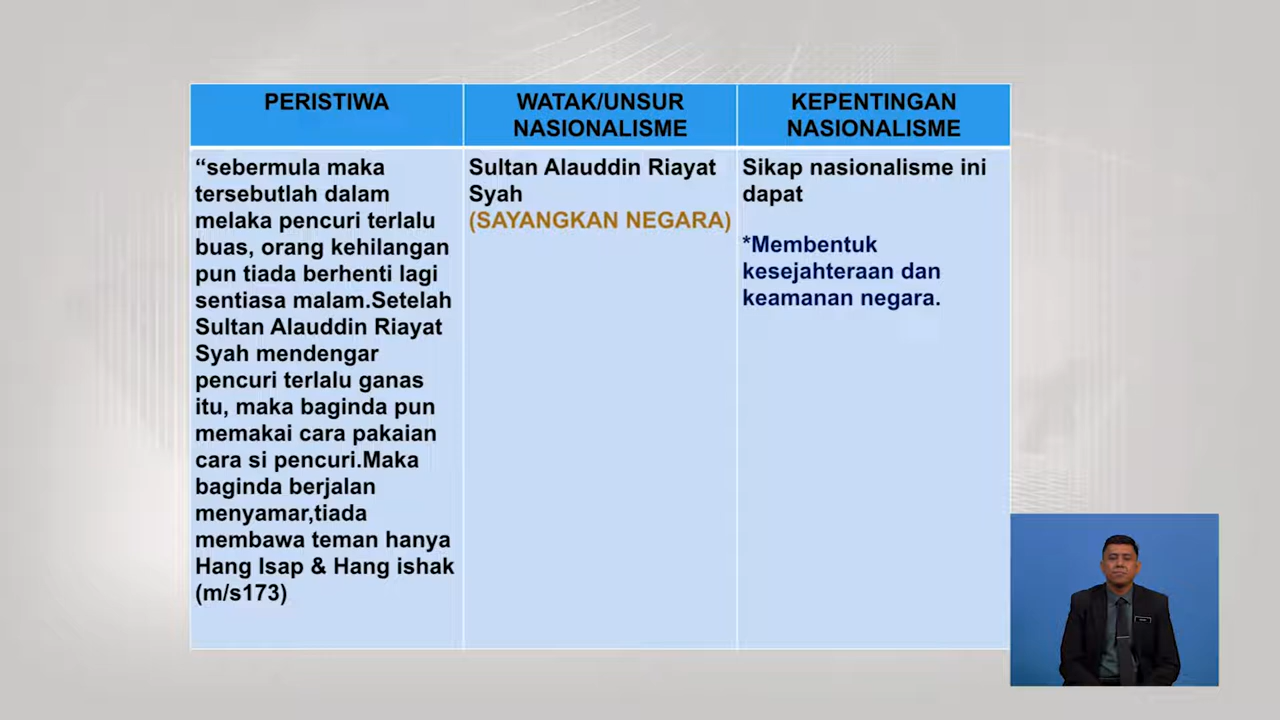 PERISTIWA
WATAK/UNSUR
NASIONALISME
KEPENTINGAN
NASIONALISME
“sebermula maka
tersebutlah dalam
melaka pencuri terlalu
buas, orang kehilangan
pun tiada berhenti lagi
sentiasa malam.Setelah
Sultan Alauddin Riayat
Syah mendengar
pencuri terlalu ganas
itu, maka baginda pun
memakai cara pakaian
cara si pencuri.Maka
baginda berjalan
menyamar,tiada
membawa teman hanya
Hang Isap & Hang ishak
(m/s173)
Sultan Alauddin Riayat
Syah
(SAYANGKAN NEGARA)
Sikap nasionalisme ini
dapat
*Membentuk
kesejahteraan dan
keamanan negara.